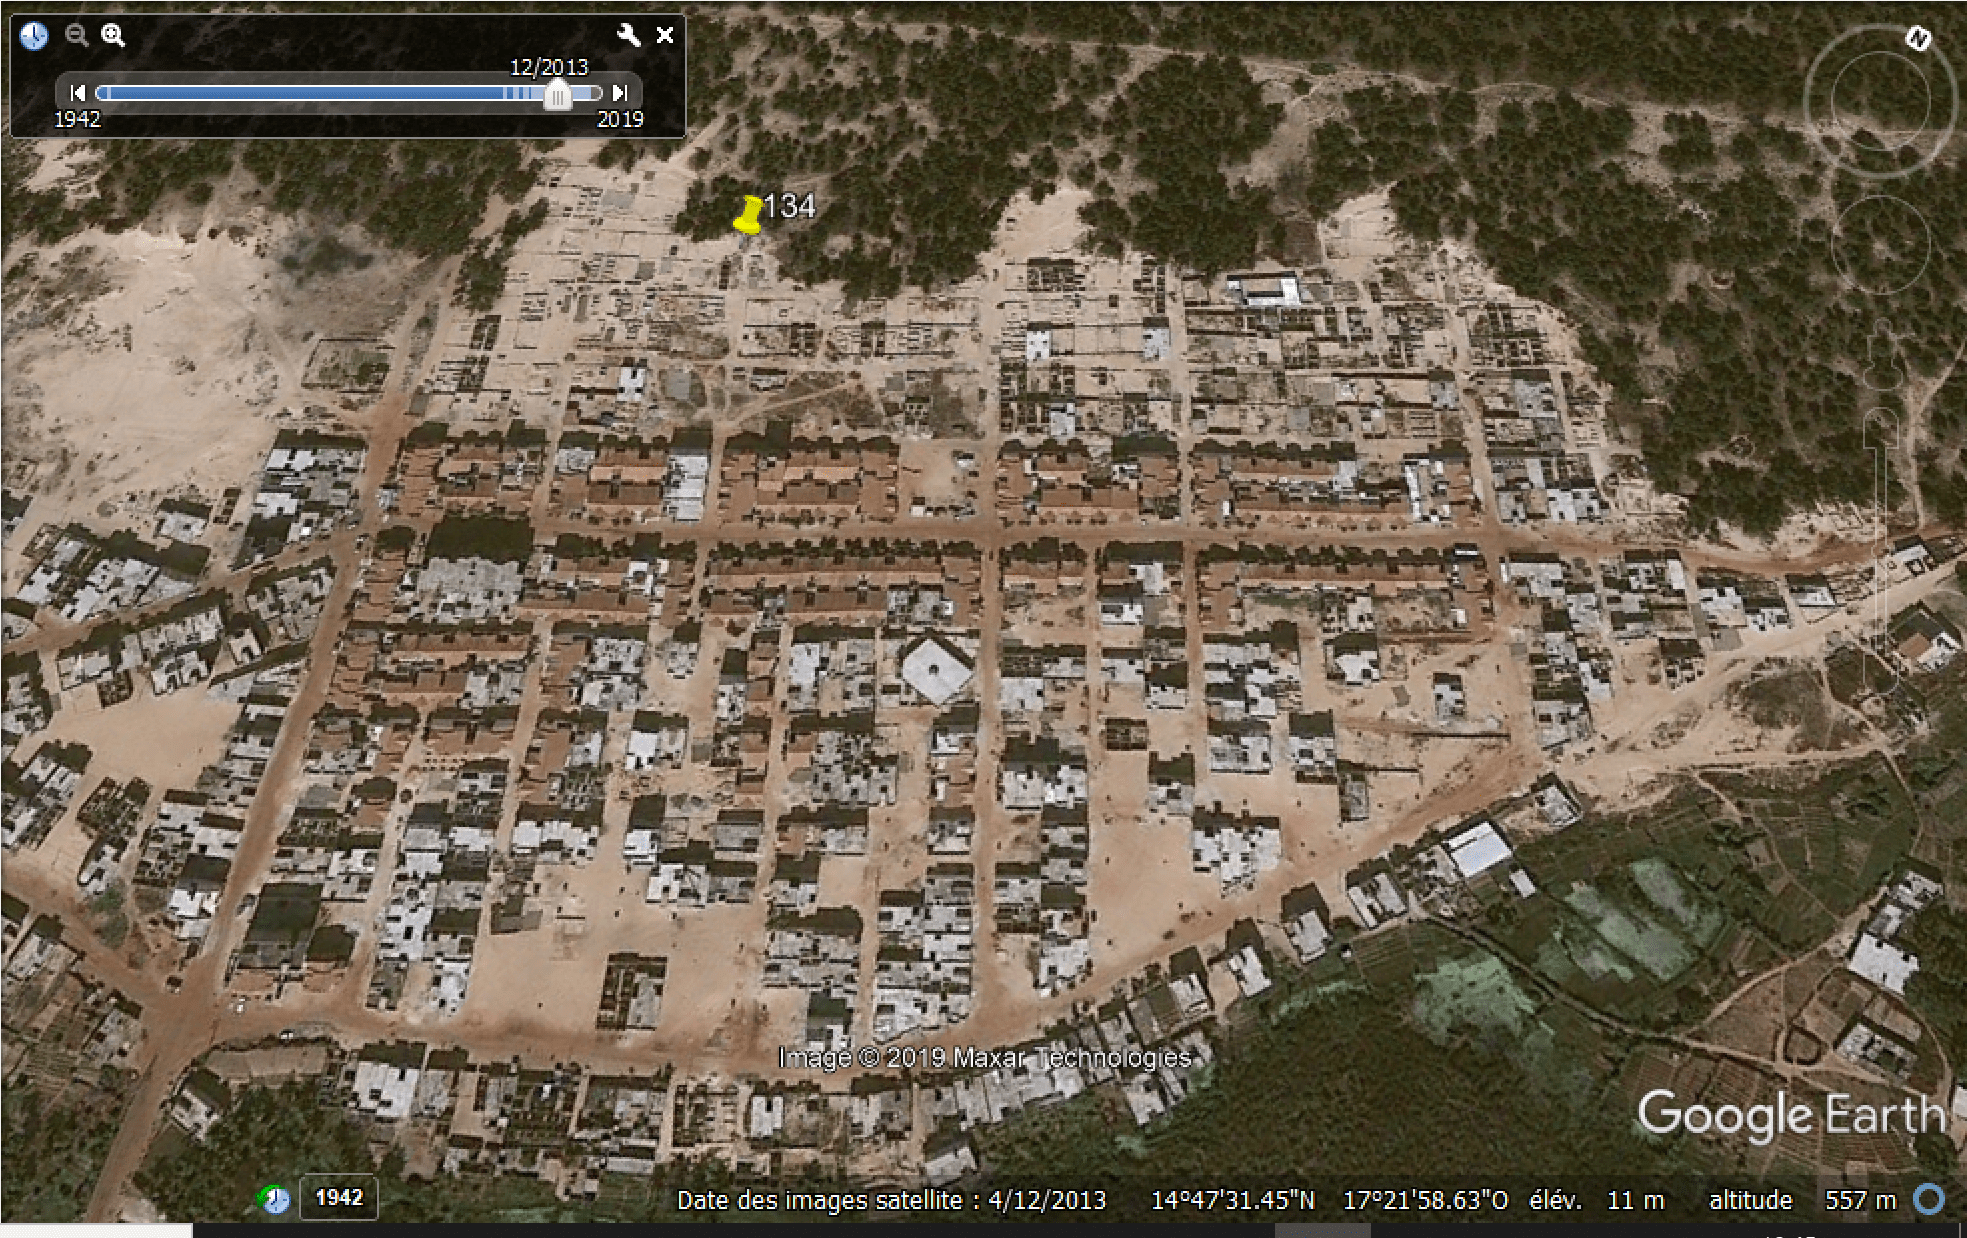 12/2013
1942
2019
N
134
Image © 2019 Maxar Technologies
Google Earth
1942
Date des images satellite : 4/12/2013 14°47'31.45"N 17°21'58.63"O élév. 11 m altitude 557 m